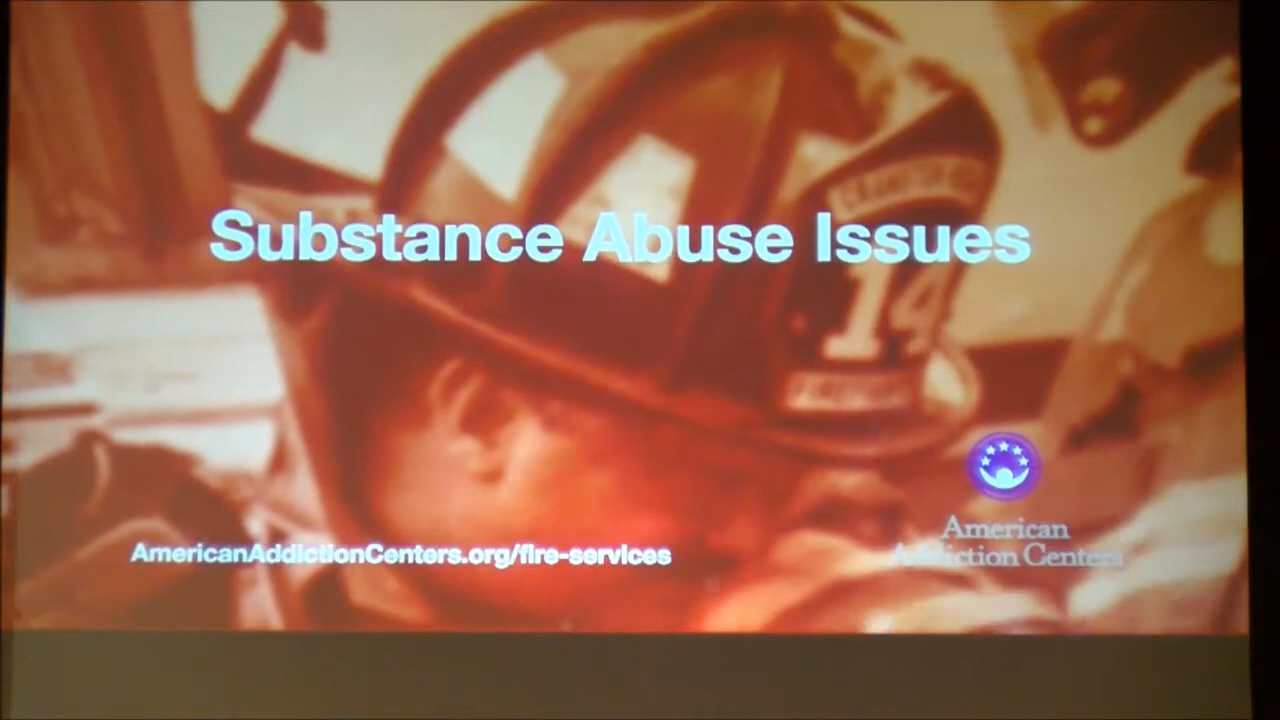 Substance Abuse Issues
14
AmericanAddictionCenters.org/fire-services
American
Addiction Centers